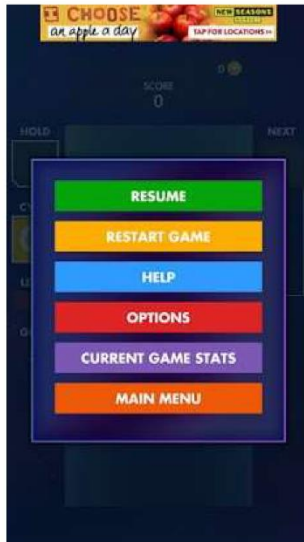 I CHOOSE
an apple a day
NEW SEASONS
MARKET
TAP FOR LOCATIONS >>
0
SCORE
0
HOLD
NEXT
RESUME
RESTART GAME
HELP
OPTIONS
CURRENT GAME STATS
MAIN MENU